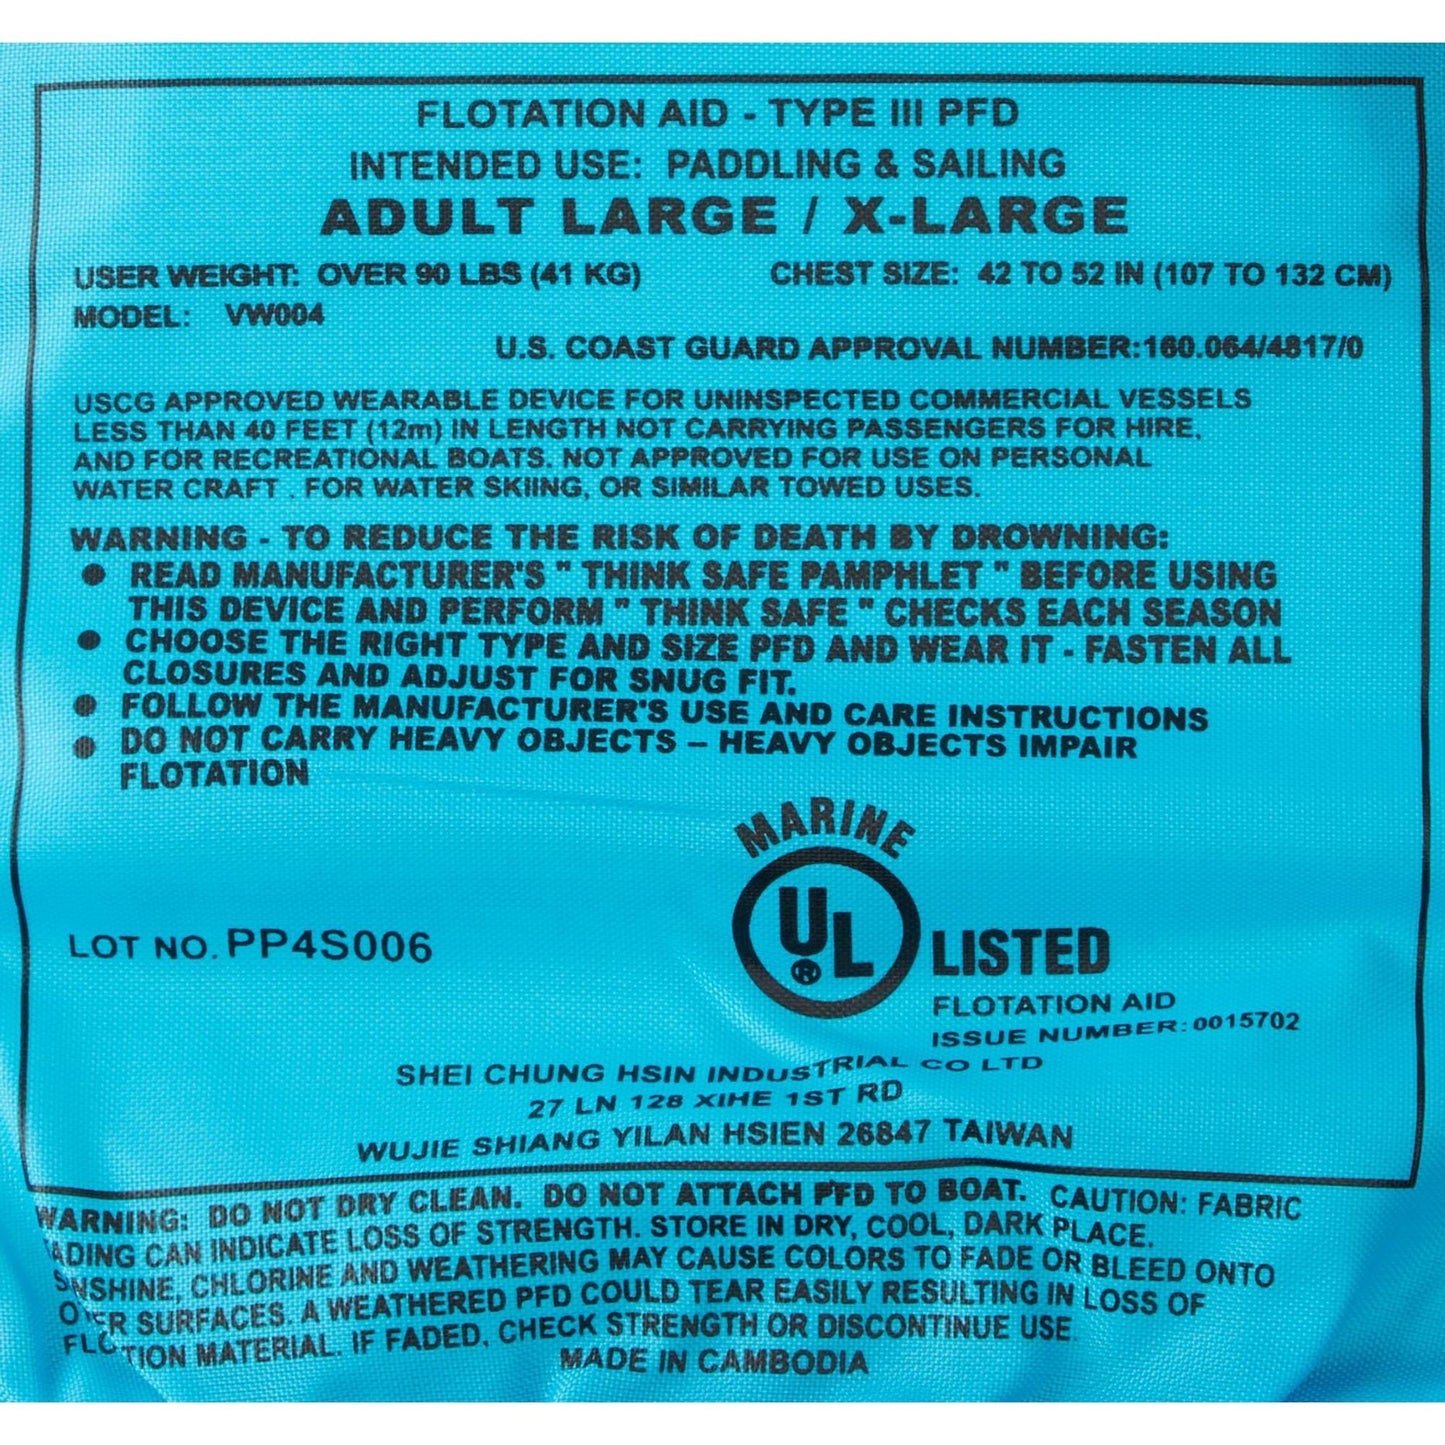 FLOTATION AID - TYPE III PFD
INTENDED USE: PADDLING & SAILING
ADULT LARGE / X-LARGE
USER WEIGHT: OVER 90 LBS (41 KG) CHEST SIZE: 42 TO 52 IN (107 TO 132 CM)
MODEL: VW004
U.S. COAST GUARD APPROVAL NUMBER:160.064/4817/0
USCG APPROVED WEARABLE DEVICE FOR UNINSPECTED COMMERCIAL VESSELS
LESS THAN 40 FEET (12m) IN LENGTH NOT CARRYING PASSENGERS FOR HIRE,
AND FOR RECREATIONAL BOATS. NOT APPROVED FOR USE ON PERSONAL
WATER CRAFT . FOR WATER SKIING, OR SIMILAR TOWED USES.
WARNING - TO REDUCE THE RISK OF DEATH BY DROWNING:
● READ MANUFACTURER'S " THINK SAFE PAMPHLET " BEFORE USING
THIS DEVICE AND PERFORM " THINK SAFE " CHECKS EACH SEASON
● CHOOSE THE RIGHT TYPE AND SIZE PFD AND WEAR IT - FASTEN ALL
CLOSURES AND ADJUST FOR SNUG FIT.
● FOLLOW THE MANUFACTURER'S USE AND CARE INSTRUCTIONS
● DO NOT CARRY HEAVY OBJECTS – HEAVY OBJECTS IMPAIR
FLOTATION
MARINE
UL ®
LOT NO. PP4S006
LISTED
FLOTATION AID
ISSUE NUMBER:0015702
SHEI CHUNG HSIN INDUSTRIAL CO LTD
27 LN 128 XIHE 1ST RD
WUJIE SHIANG YILAN HSIEN 26847 TAIWAN
WARNING: DO NOT DRY CLEAN. DO NOT ATTACH PFD TO BOAT. CAUTION: FABRIC
ADING CAN INDICATE LOSS OF STRENGTH. STORE IN DRY, COOL, DARK PLACE.
SUNSHINE, CHLORINE AND WEATHERING MAY CAUSE COLORS TO FADE OR BLEED ONTO
OTHER SURFACES. A WEATHERED PFD COULD TEAR EASILY RESULTING IN LOSS OF
FLOTATION MATERIAL. IF FADED, CHECK STRENGTH OR DISCONTINUE USE.
MADE IN CAMBODIA